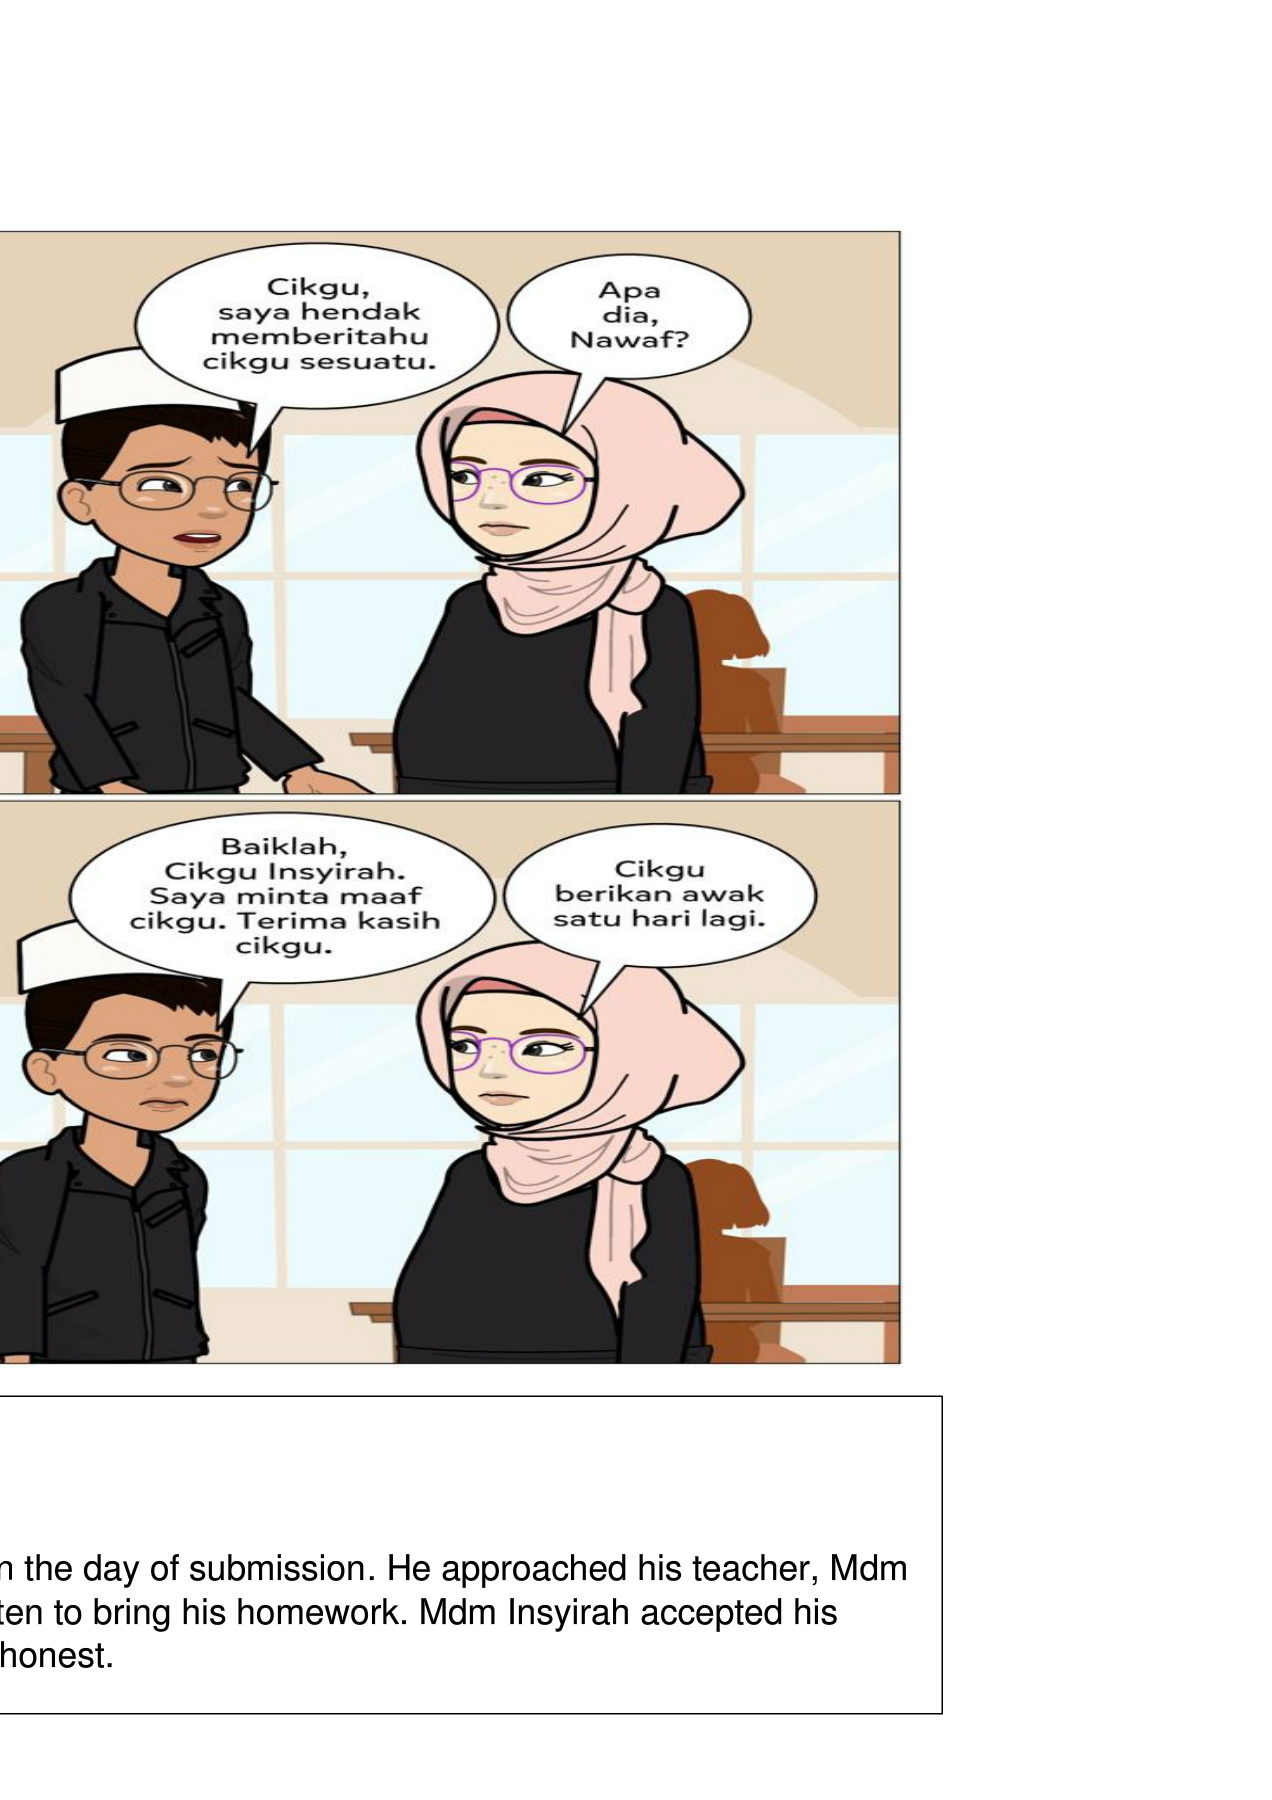 Cikgu,
saya hendak
memberitahu
cikgu sesuatu.
Apa
dia,
Nawaf?
Baiklah,
Cikgu Insyirah.
Saya minta maaf
cikgu. Terima kasih
cikgu.
Cikgu
berikan awak
satu hari lagi.
the day of submission. He approached his teacher, Mdm
to bring his homework. Mdm Insyirah accepted his
honest.